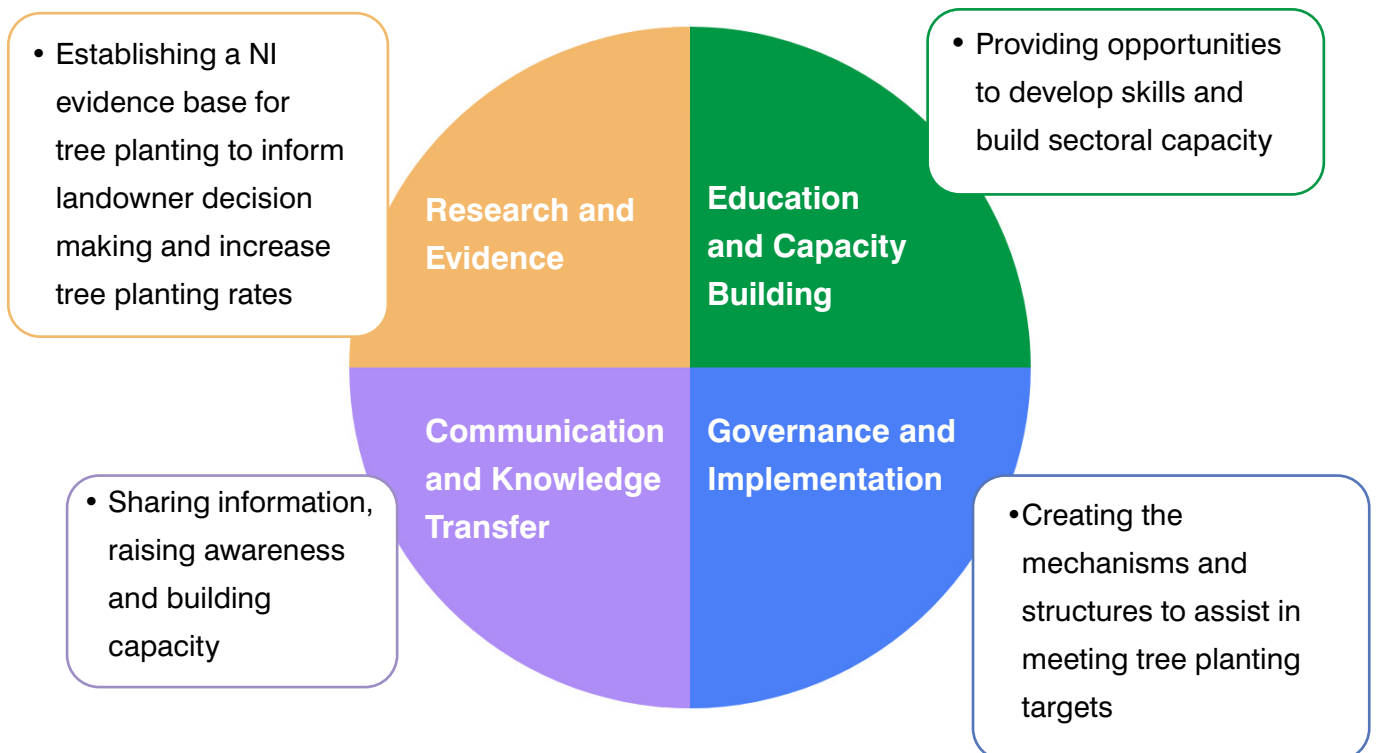 • Establishing a NI
evidence base for
tree planting to inform
landowner decision
making and increase
tree planting rates
Research and
Evidence
Education
and Capacity
Building
• Providing opportunities
to develop skills and
build sectoral capacity
• Sharing information,
raising awareness
and building
capacity
Communication
and Knowledge
Transfer
Governance and
Implementation
•Creating the
mechanisms and
structures to assist in
meeting tree planting
targets